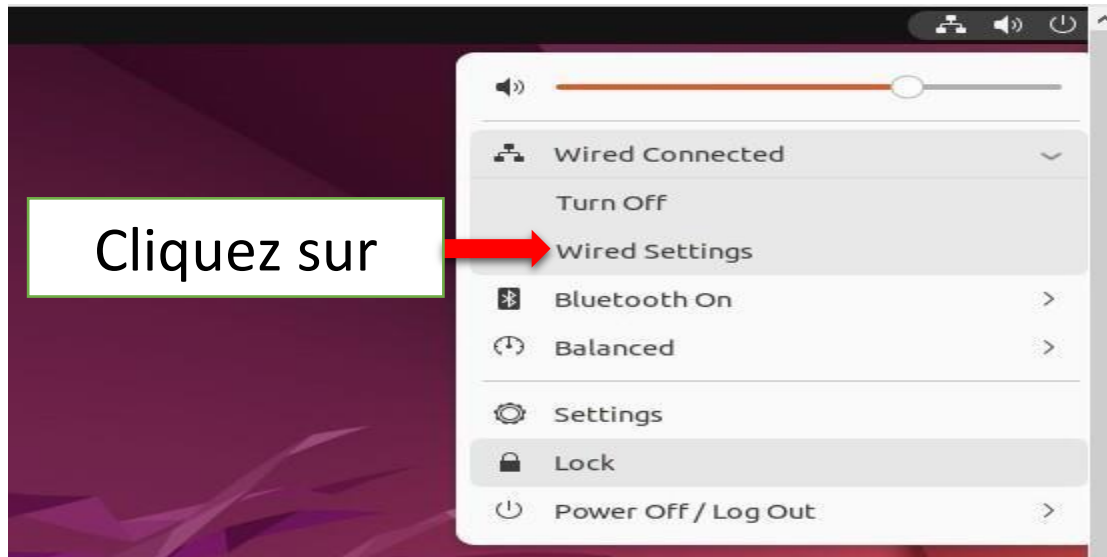 Wired Connected
Turn Off
Cliquez sur
Wired Settings
Bluetooth On
Balanced
Settings
Lock
Power Off / Log Out